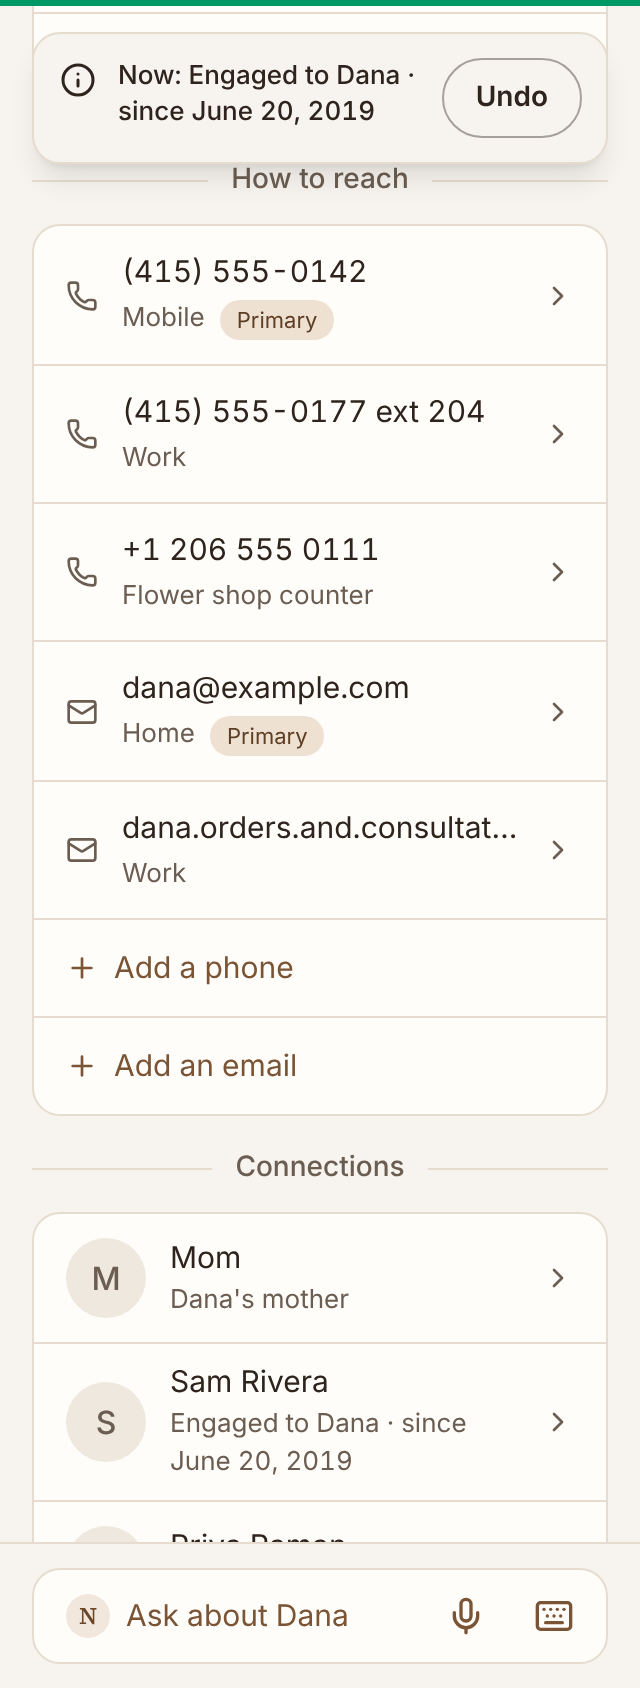 Now: Engaged to Dana ·
since June 20, 2019
Undo
How to reach
(415) 555-0142
Mobile
Primary
(415) 555-0177 ext 204
Work
+1 206 555 0111
Flower shop counter
dana@example.com
Home
Primary
dana.orders.and.consultat...
Work
Add a phone
Add an email
Connections
M
Mom
Dana's mother
S
Sam Rivera
Engaged to Dana · since
June 20, 2019
N
Ask about Dana